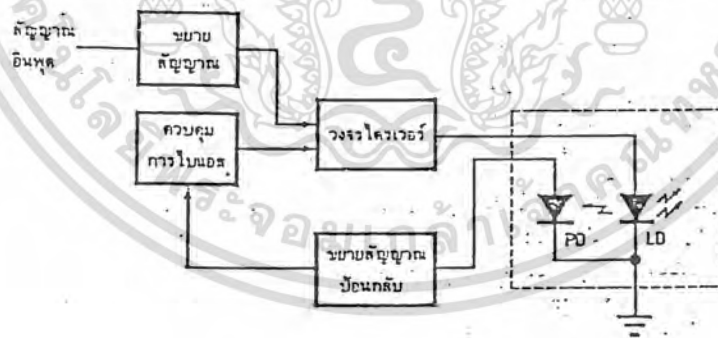 สัญญาณ
อินพุต
ขยาย
สัญญาณ
ควบคุม
การไบแอส
วงจรไดรเวอร์
ขยายสัญญาณ
ป้อนกลับ
PD
LD